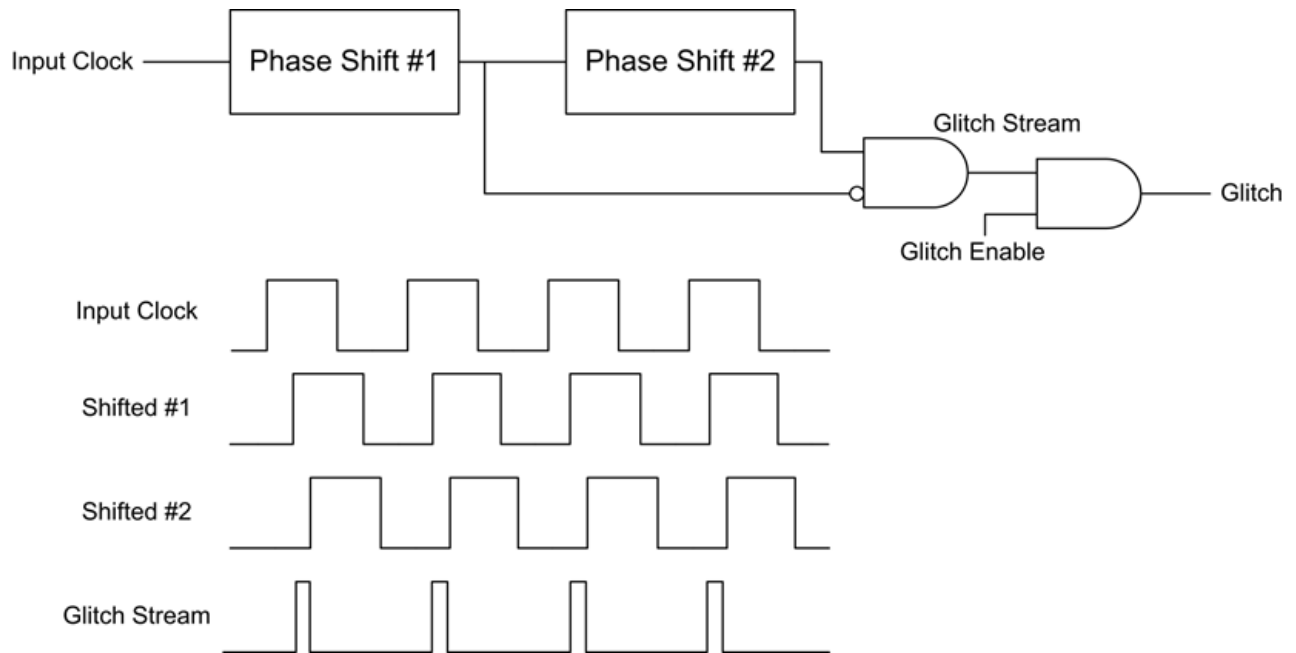 Input Clock
Phase Shift #1
Phase Shift #2
Glitch Stream
Glitch
Glitch Enable
Input Clock
Shifted #1
Shifted #2
Glitch Stream